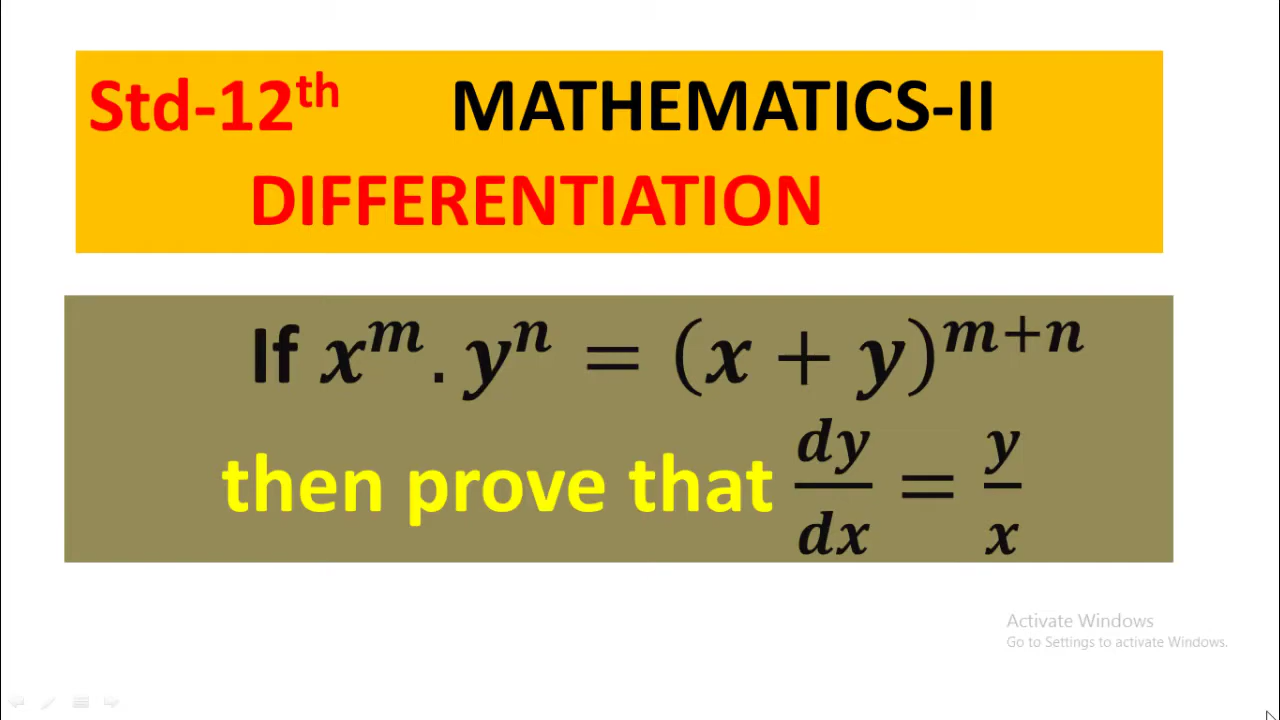 Std-12th MATHEMATICS-II
DIFFERENTIATION
If x^m . y^n = (x + y)^{m+n}
then prove that dy/dx = y/x
Activate Windows
Go to Settings to activate Windows.